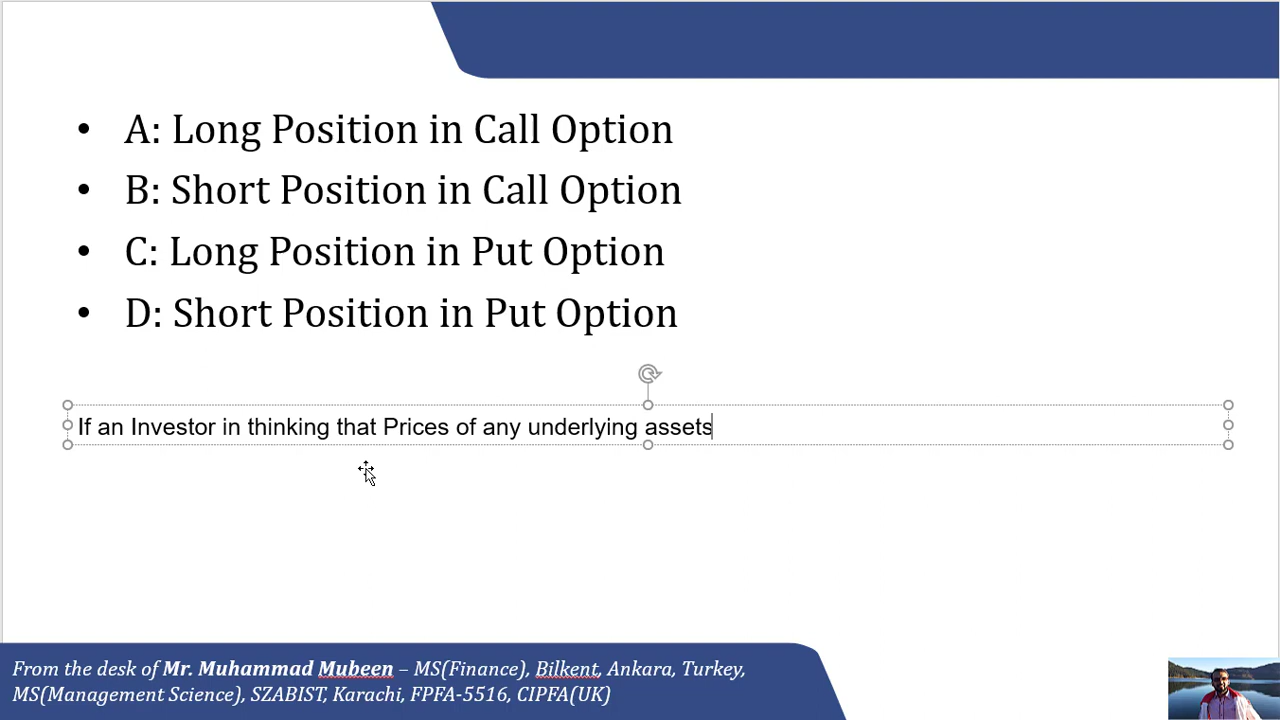 • A: Long Position in Call Option
• B: Short Position in Call Option
• C: Long Position in Put Option
• D: Short Position in Put Option
If an Investor in thinking that Prices of any underlying assets
From the desk of Mr. Muhammad Mubeen – MS(Finance), Bilkent, Ankara, Turkey,
MS(Management Science), SZABIST, Karachi, FPFA-5516, CIPFA(UK)